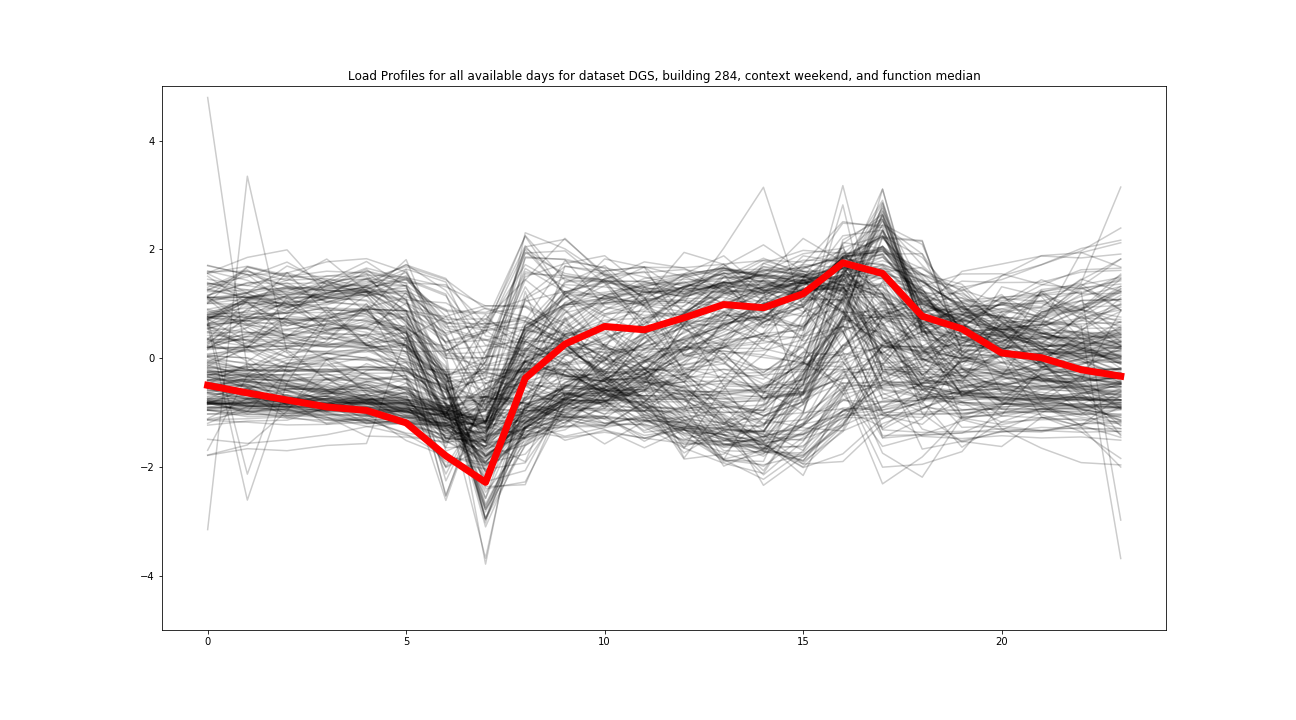 Load Profiles for all available days for dataset DGS, building 284, context weekend, and function median
4
2
0
−2
−4
0 5 10 15 20